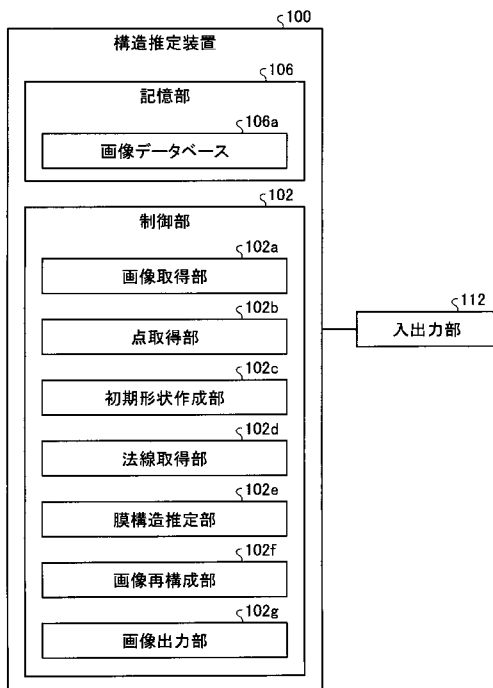 100
構造推定装置
106
記憶部
106a
画像データベース
102
制御部
102a
画像取得部
102b
点取得部
102c
初期形状作成部
102d
法線取得部
102e
膜構造推定部
102f
画像再構成部
102g
画像出力部
112
入出力部